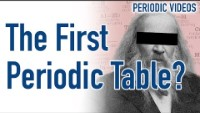 PERIODIC VIDEOS
The First
Periodic Table?